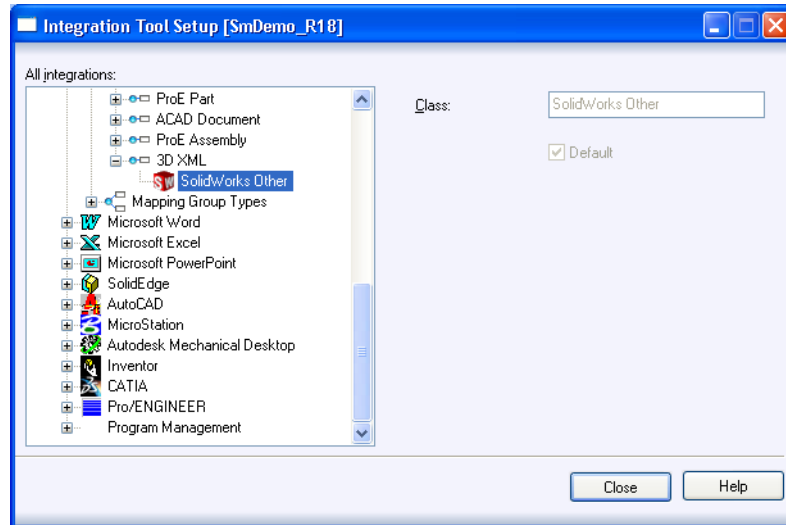 Integration Tool Setup [SmDemo_R18]
All integrations:
ProE Part
ACAD Document
ProE Assembly
3D XML
SolidWorks Other
Mapping Group Types
Microsoft Word
Microsoft Excel
Microsoft PowerPoint
SolidEdge
AutoCAD
MicroStation
Autodesk Mechanical Desktop
Inventor
CATIA
Pro/ENGINEER
Program Management
Class: SolidWorks Other
Default
Close Help